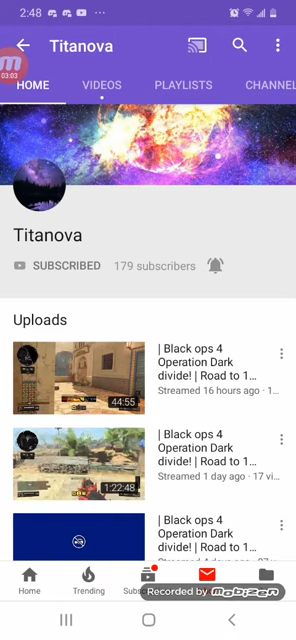 2:48
03:03
Titanova
HOME
VIDEOS
PLAYLISTS
CHANNEL
Titanova
SUBSCRIBED
179 subscribers
Uploads
44:55
| Black ops 4
Operation Dark
divide! | Road to 1...
Streamed 16 hours ago · 1...
1:22:48
| Black ops 4
Operation Dark
divide! | Road to 1...
Streamed 1 day ago · 17 vi...
| Black ops 4
Operation Dark
divide! | Road to 1...
Home
Trending
Recorded by mobizen